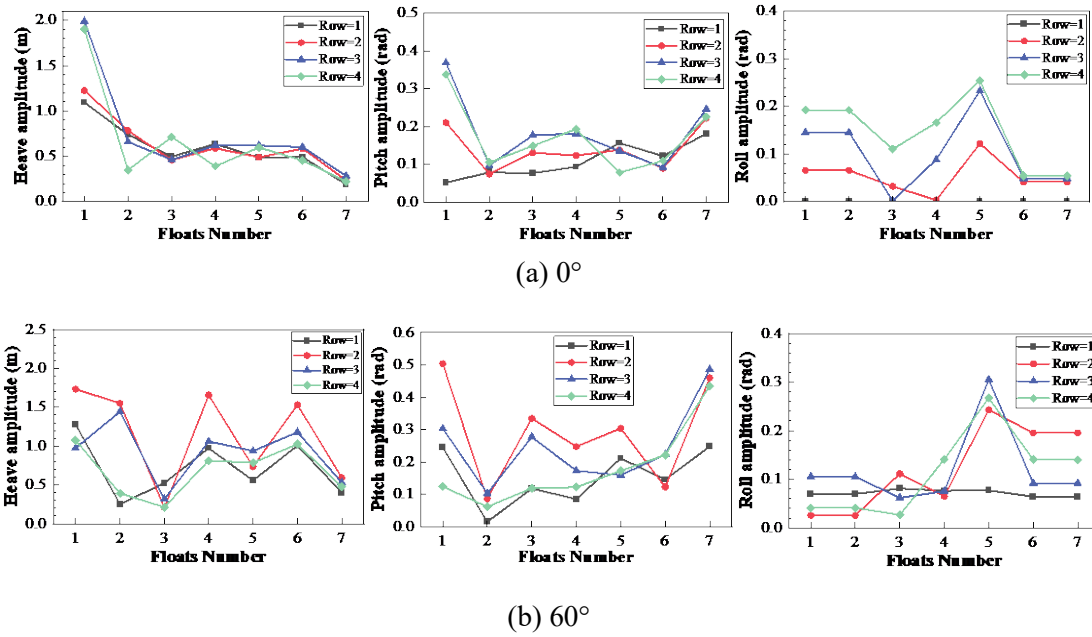 Heave amplitude (m)
2.0
1.5
1.0
0.5
0.0
Row=1
Row=2
Row=3
Row=4
1 2 3 4 5 6 7
Floats Number
Pitch amplitude (rad)
0.5
0.4
0.3
0.2
0.1
0.0
Row=1
Row=2
Row=3
Row=4
1 2 3 4 5 6 7
Floats Number
Roll amplitude (rad)
0.4
0.3
0.2
0.1
0.0
Row=1
Row=2
Row=3
Row=4
1 2 3 4 5 6 7
Floats Number
(a) 0°
Heave amplitude (m)
2.5
2.0
1.5
1.0
0.5
0.0
Row=1
Row=2
Row=3
Row=4
1 2 3 4 5 6 7
Floats Number
Pitch amplitude (rad)
0.6
0.5
0.4
0.3
0.2
0.1
0.0
Row=1
Row=2
Row=3
Row=4
1 2 3 4 5 6 7
Floats Number
Roll amplitude (rad)
0.4
0.3
0.2
0.1
0.0
Row=1
Row=2
Row=3
Row=4
1 2 3 4 5 6 7
Floats Number
(b) 60°